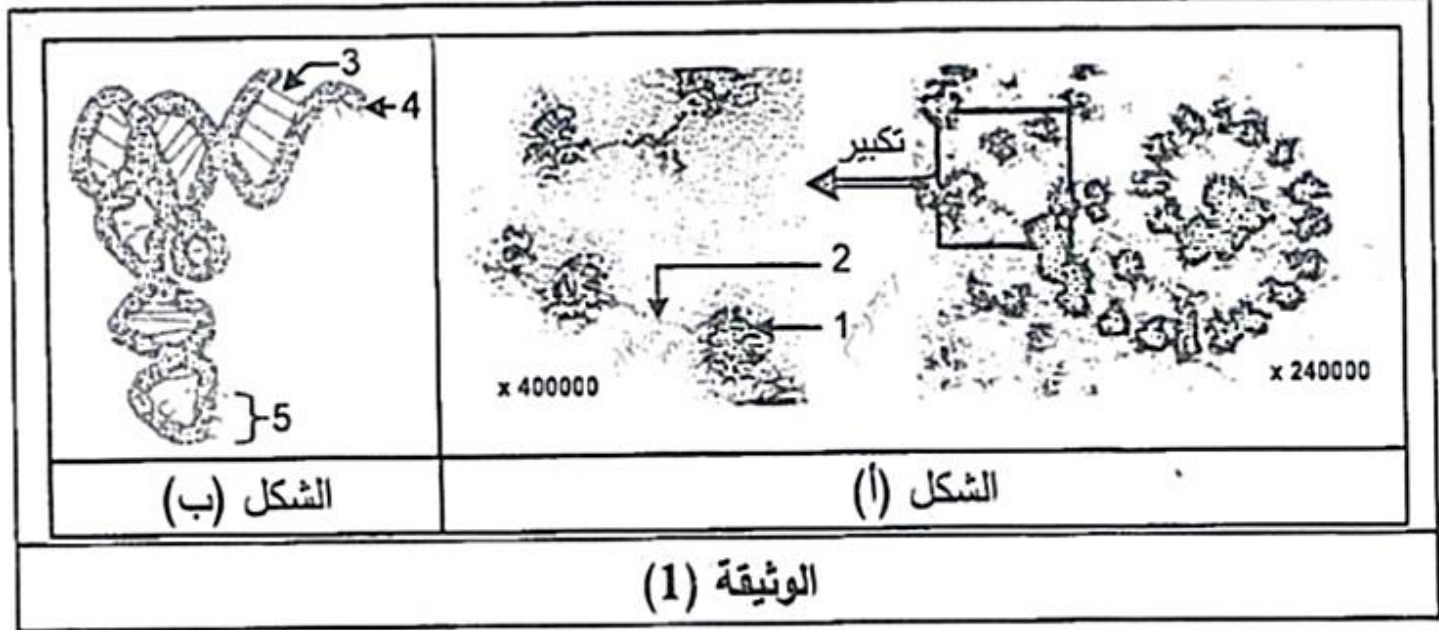 3
4
5
تكبير
2
1
x 400000
x 240000
الشكل (أ)
الشكل (ب)
الوثيقة (1)